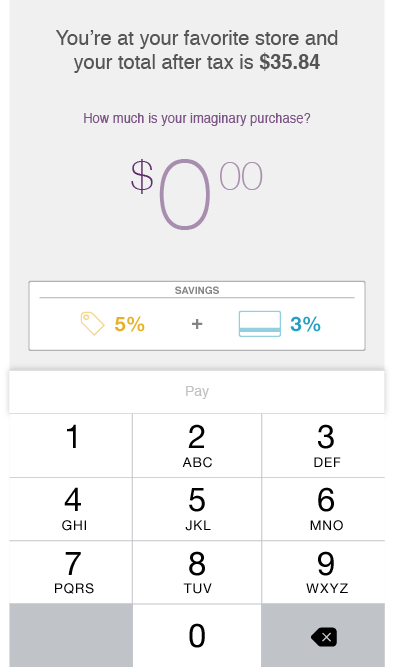 You're at your favorite store and
your total after tax is $35.84
How much is your imaginary purchase?
$0 00
SAVINGS
5% + 3%
Pay
1 2 3
ABC DEF
4 5 6
GHI JKL MNO
7 8 9
PQRS TUV WXYZ
0